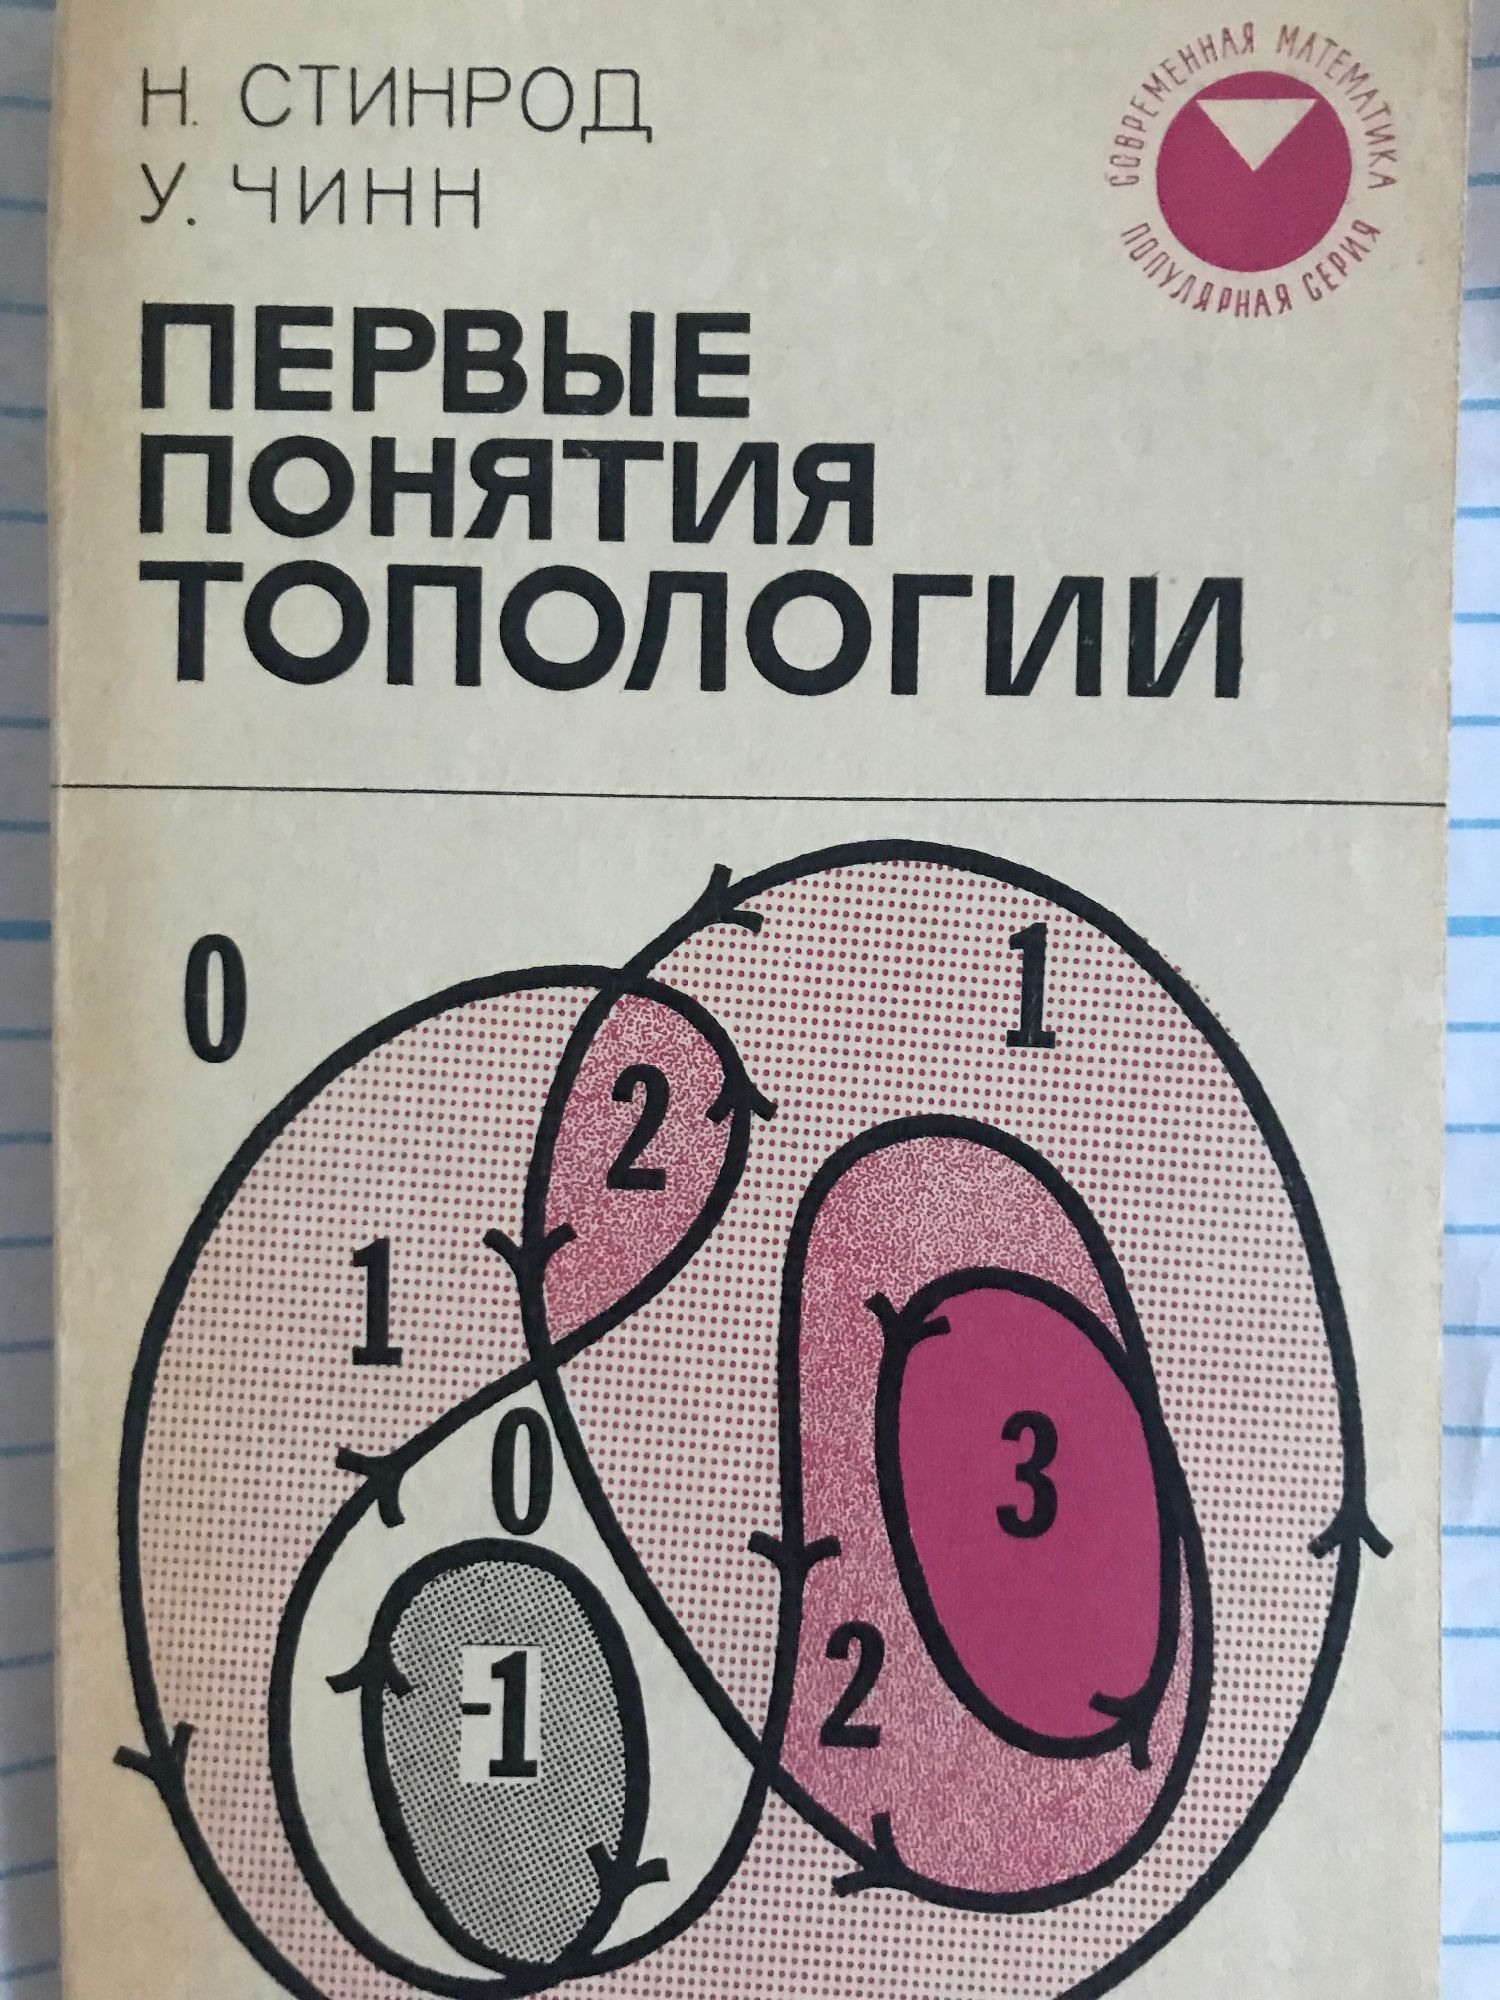 Н. СТИНРОД
У. ЧИНН
СОВРЕМЕННАЯ МАТЕМАТИКА
ПОПУЛЯРНАЯ СЕРИЯ
ПЕРВЫЕ
ПОНЯТИЯ
ТОПОЛОГИИ
0
1
2
1
0
3
-1
2